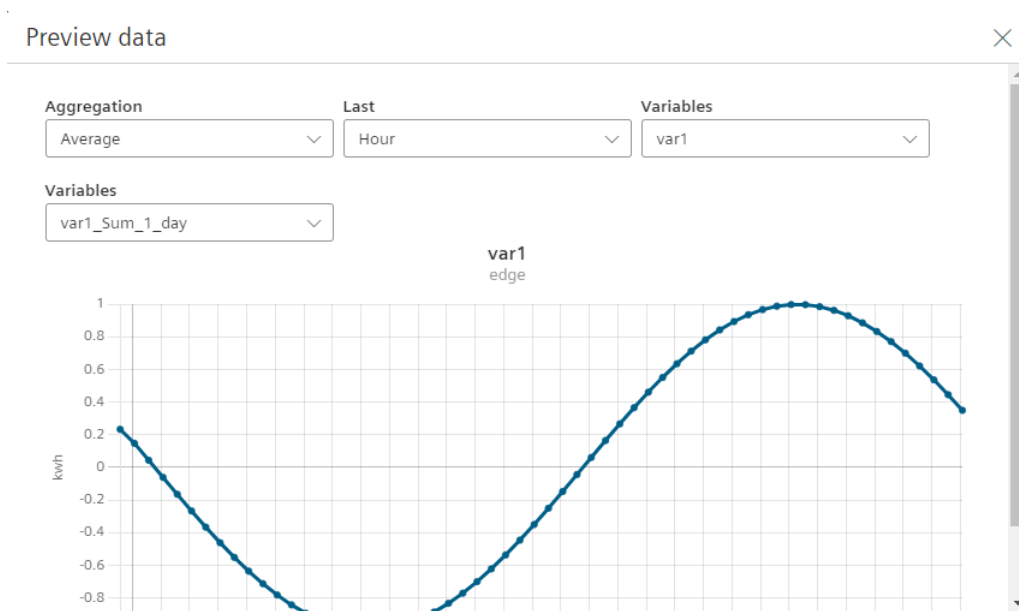 Preview data
Aggregation Last Variables
Average Hour var1
Variables
var1_Sum_1_day
var1
edge
1
0.8
0.6
0.4
0.2
kwh
0
-0.2
-0.4
-0.6
-0.8